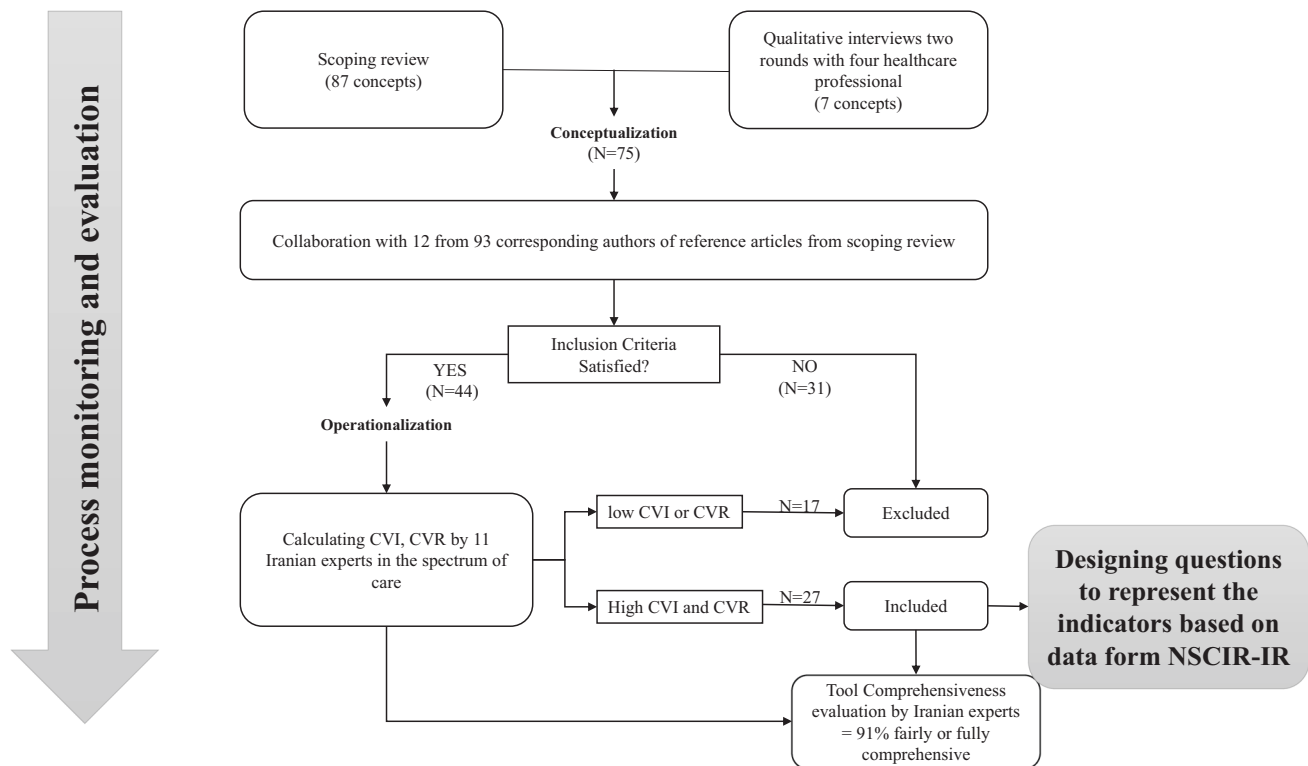 Process monitoring and evaluation
Scoping review
(87 concepts)
Qualitative interviews two
rounds with four healthcare
professional
(7 concepts)
Conceptualization
(N=75)
Collaboration with 12 from 93 corresponding authors of reference articles from scoping review
Inclusion Criteria
Satisfied?
YES
(N=44)
NO
(N=31)
Operationalization
Calculating CVI, CVR by 11
Iranian experts in the spectrum of
care
low CVI or CVR
N=17
Excluded
High CVI and CVR
N=27
Included
Designing questions
to represent the
indicators based on
data form NSCIR-IR
Tool Comprehensiveness
evaluation by Iranian experts
= 91% fairly or fully
comprehensive